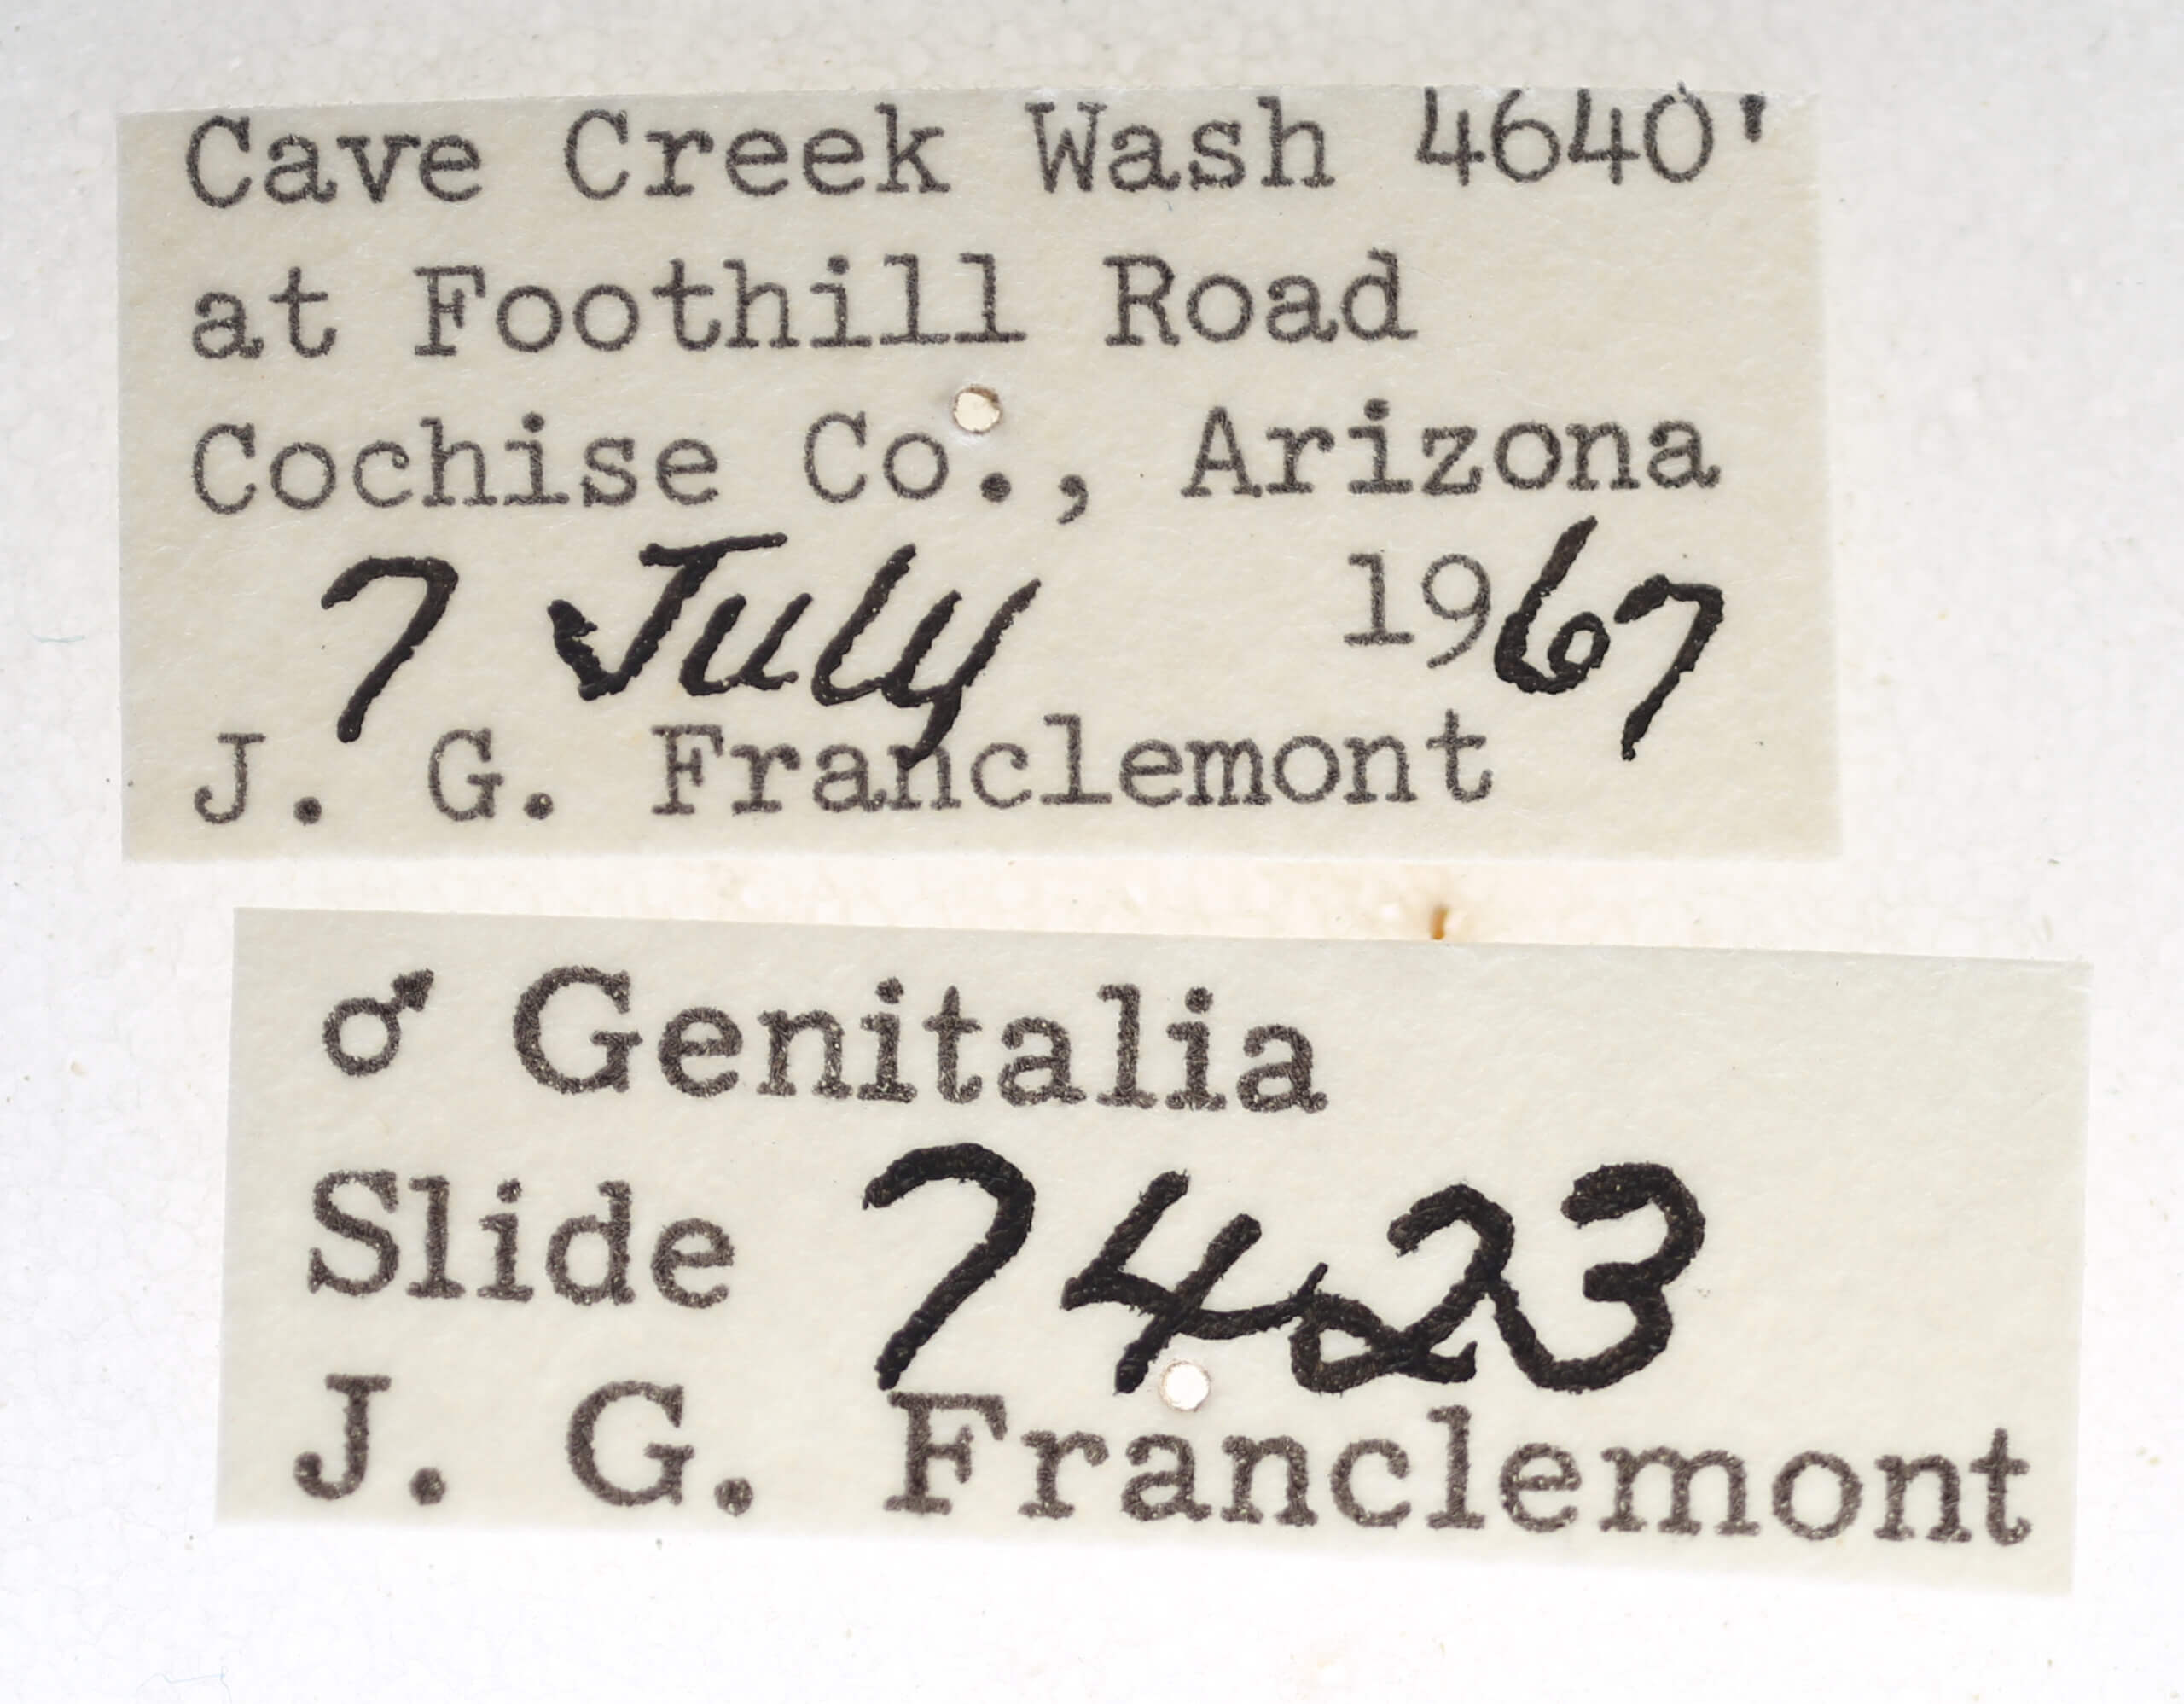 Cave Creek Wash 4640'
at Foothill Road
Cochise Co., Arizona
7 July 1967
J. G. Franclemont
♂ Genitalia
Slide 7423
J. G. Franclemont